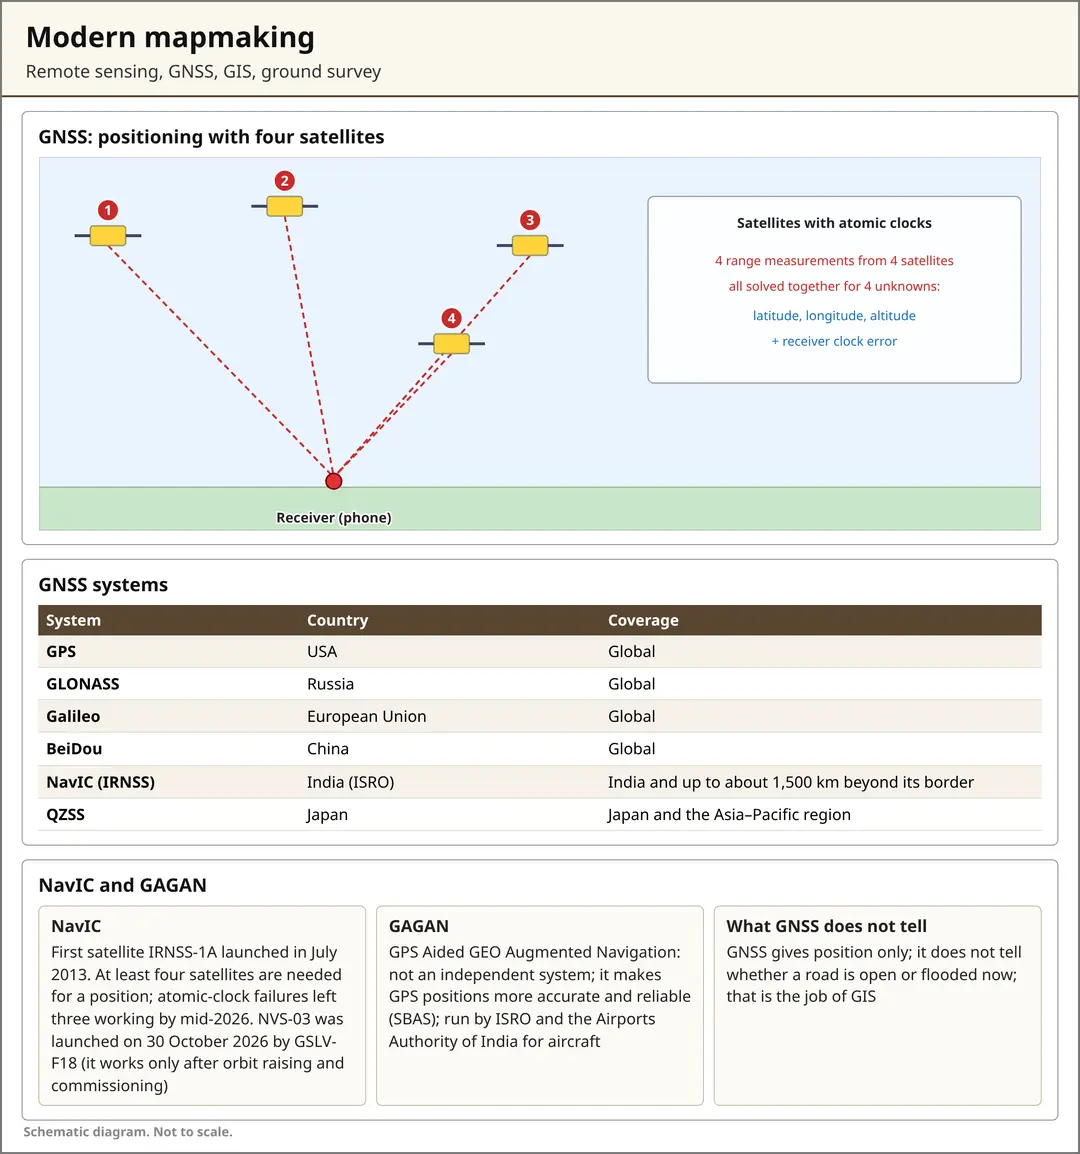 Modern mapmaking
Remote sensing, GNSS, GIS, ground survey
GNSS: positioning with four satellites
1
2
3
4
Satellites with atomic clocks
4 range measurements from 4 satellites
all solved together for 4 unknowns:
latitude, longitude, altitude
+ receiver clock error
Receiver (phone)
GNSS systems
System Country Coverage
GPS USA Global
GLONASS Russia Global
Galileo European Union Global
BeiDou China Global
NavIC (IRNSS) India (ISRO) India and up to about 1,500 km beyond its border
QZSS Japan Japan and the Asia–Pacific region
NavIC and GAGAN
NavIC
First satellite IRNSS-1A launched in July
2013. At least four satellites are needed
for a position; atomic-clock failures left
three working by mid-2026. NVS-03 was
launched on 30 October 2026 by GSLV-
F18 (it works only after orbit raising and
commissioning)
GAGAN
GPS Aided GEO Augmented Navigation:
not an independent system; it makes
GPS positions more accurate and reliable
(SBAS); run by ISRO and the Airports
Authority of India for aircraft
What GNSS does not tell
GNSS gives position only; it does not tell
whether a road is open or flooded now;
that is the job of GIS
Schematic diagram. Not to scale.